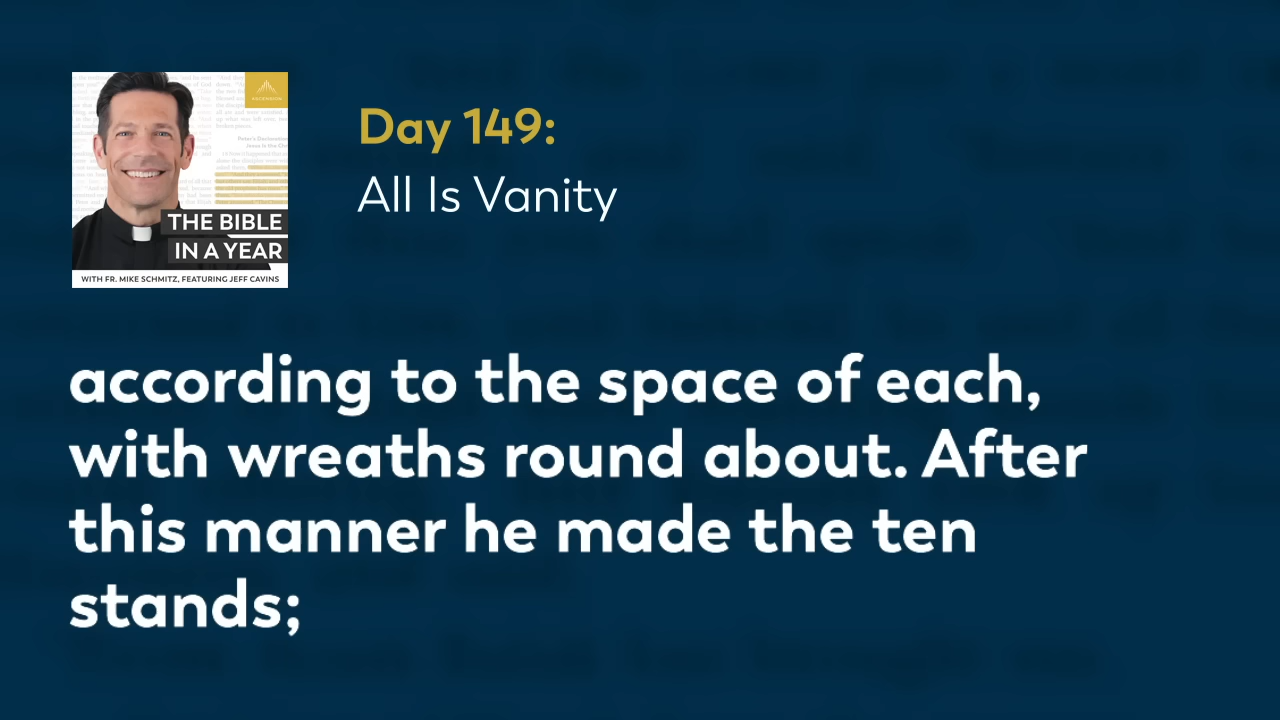 Day 149:
All Is Vanity
ASCENSION
THE BIBLE
IN A YEAR
WITH FR. MIKE SCHMITZ, FEATURING JEFF CAVINS
according to the space of each,
with wreaths round about. After
this manner he made the ten
stands;